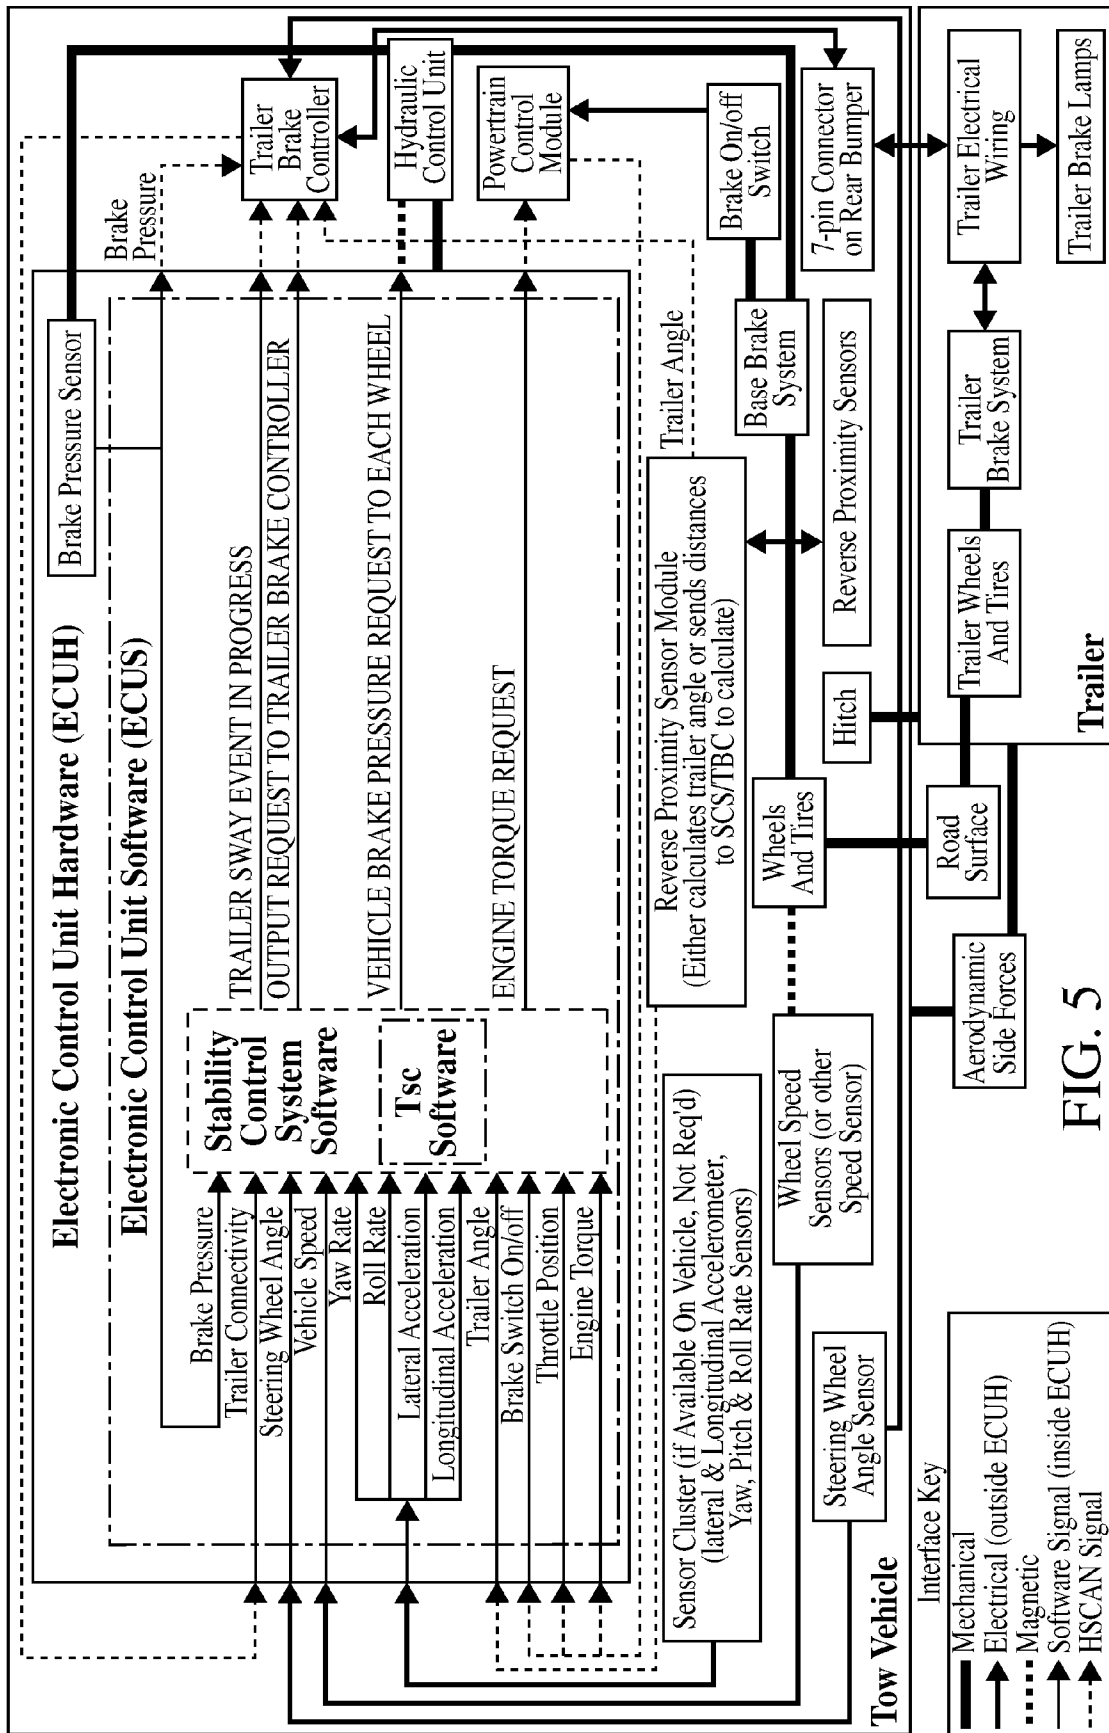 Electronic Control Unit Hardware (ECUH)
Electronic Control Unit Software (ECUS)
Brake Pressure Sensor
Brake
Pressure
Trailer
Brake
Controller
Hydraulic
Control Unit
Powertrain
Control
Module
Brake On/off
Switch
7-pin Connector
on Rear Bumper
Brake Pressure
Trailer Connectivity
Steering Wheel Angle
Vehicle Speed
Yaw Rate
Roll Rate
Lateral Acceleration
Longitudinal Acceleration
Trailer Angle
Brake Switch On/off
Throttle Position
Engine Torque
Stability
Control
System
Software
Tsc
Software
TRAILER SWAY EVENT IN PROGRESS
OUTPUT REQUEST TO TRAILER BRAKE CONTROLLER
VEHICLE BRAKE PRESSURE REQUEST TO EACH WHEEL
ENGINE TORQUE REQUEST
Sensor Cluster (if Available On Vehicle, Not Req'd)
(lateral & Longitudinal Accelerometer,
Yaw, Pitch & Roll Rate Sensors)
Reverse Proximity Sensor Module
(Either calculates trailer angle or sends distances
to SCS/TBC to calculate)
Trailer Angle
Base Brake
System
Steering Wheel
Angle Sensor
Wheel Speed
Sensors (or other
Speed Sensor)
Wheels
And Tires
Hitch
Reverse Proximity Sensors
Tow Vehicle
Aerodynamic
Side Forces
Road
Surface
Trailer Wheels
And Tires
Trailer
Brake System
Trailer Electrical
Wiring
Trailer Brake Lamps
Trailer
Interface Key
Mechanical
Electrical (outside ECUH)
Magnetic
Software Signal (inside ECUH)
HSCAN Signal
FIG. 5